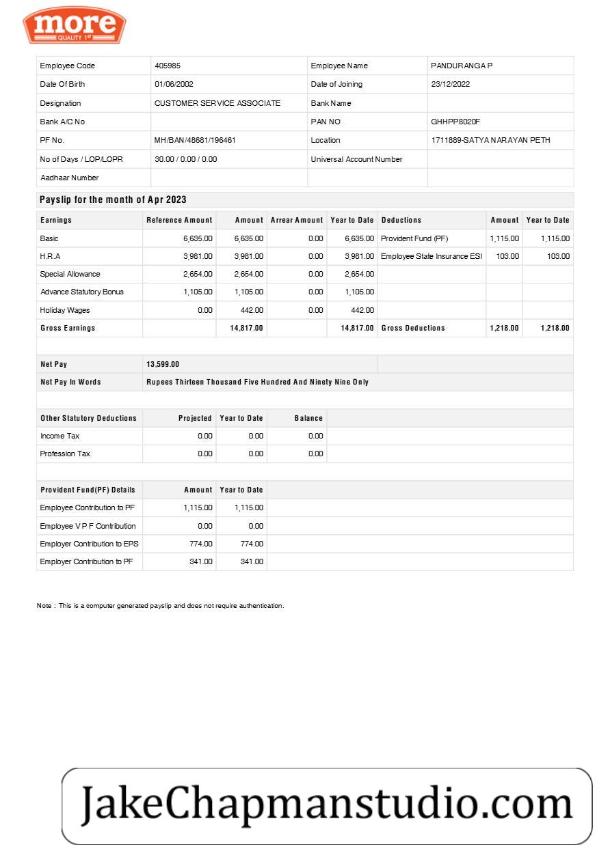 more
QUALITY 1st
Employee Code 405985 Employee Name PANDURANGA P
Date Of Birth 01/06/2002 Date of Joining 23/12/2022
Designation CUSTOMER SERVICE ASSOCIATE Bank Name
Bank A/C No PAN NO GHHPP8020F
PF No. MH/BAN/48681/196461 Location 1711889-SATYA NARAYAN PETH
No of Days / LOP/LOPR 30.00 / 0.00 / 0.00 Universal Account Number
Aadhaar Number
Payslip for the month of Apr 2023
Earnings Reference Amount Amount Arrear Amount Year to Date Deductions Amount Year to Date
Basic 6,635.00 6,635.00 0.00 6,635.00 Provident Fund (PF) 1,115.00 1,115.00
H.R.A 3,981.00 3,981.00 0.00 3,981.00 Employee State Insurance ESI 103.00 103.00
Special Allowance 2,654.00 2,654.00 0.00 2,654.00
Advance Statutory Bonus 1,105.00 1,105.00 0.00 1,105.00
Holiday Wages 0.00 442.00 0.00 442.00
Gross Earnings 14,817.00 14,817.00 Gross Deductions 1,218.00 1,218.00
Net Pay 13,599.00
Net Pay In Words Rupees Thirteen Thousand Five Hundred And Ninety Nine Only
Other Statutory Deductions Projected Year to Date Balance
Income Tax 0.00 0.00 0.00
Profession Tax 0.00 0.00 0.00
Provident Fund(PF) Details Amount Year to Date
Employee Contribution to PF 1,115.00 1,115.00
Employee V P F Contribution 0.00 0.00
Employer Contribution to EPS 774.00 774.00
Employer Contribution to PF 341.00 341.00
Note : This is a computer generated payslip and does not require authentication.
JakeChapmanstudio.com